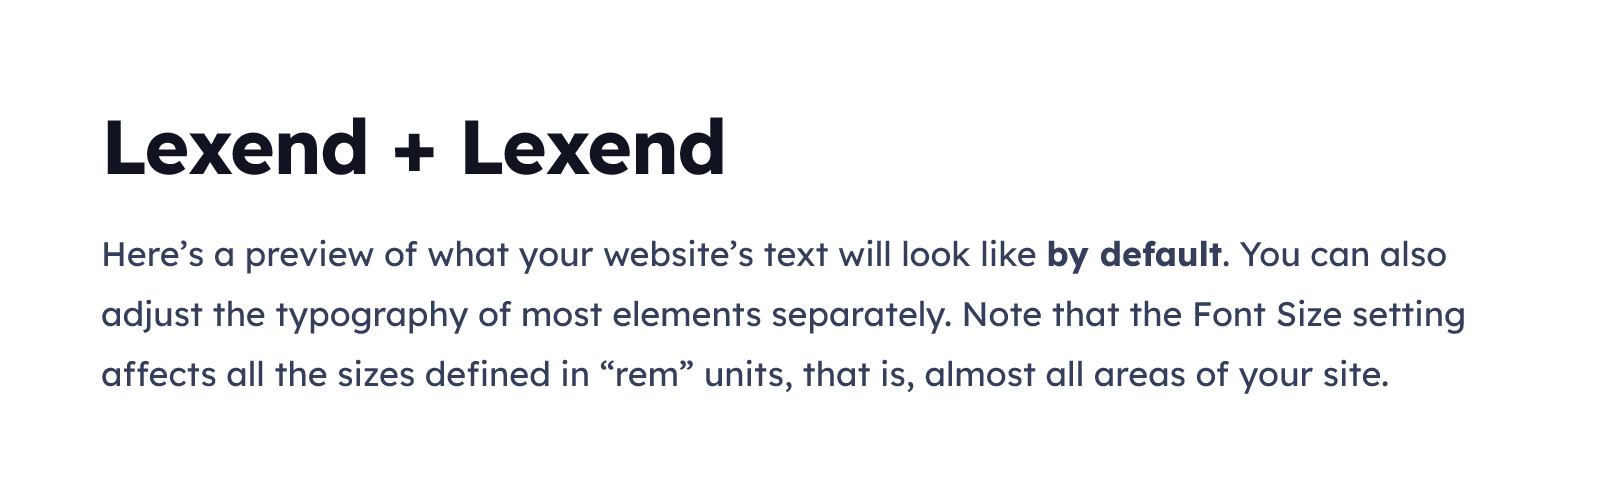 Lexend + Lexend
Here’s a preview of what your website’s text will look like by default. You can also
adjust the typography of most elements separately. Note that the Font Size setting
affects all the sizes defined in “rem” units, that is, almost all areas of your site.